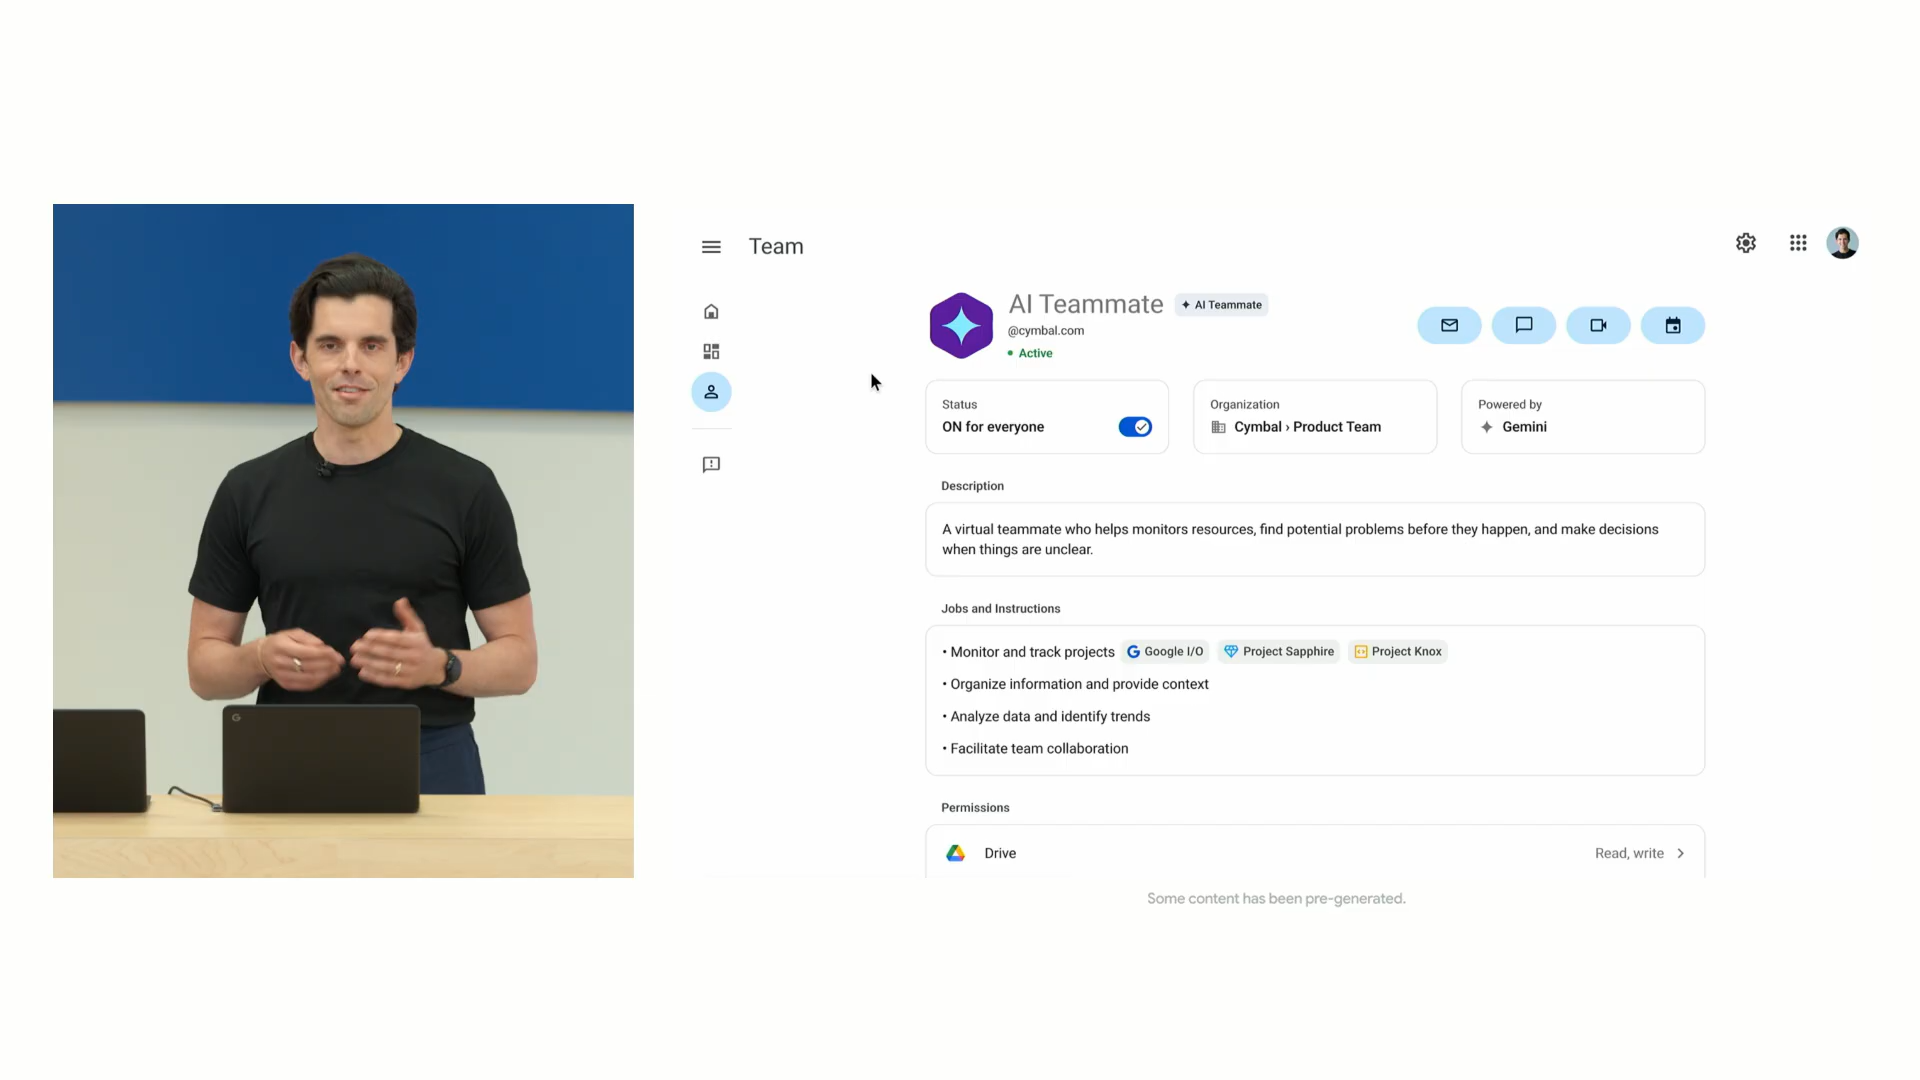 Team
AI Teammate
AI Teammate
@cymbal.com
• Active
Status
ON for everyone
Organization
Cymbal › Product Team
Powered by
Gemini
Description
A virtual teammate who helps monitors resources, find potential problems before they happen, and make decisions
when things are unclear.
Jobs and Instructions
• Monitor and track projects Google I/O Project Sapphire Project Knox
• Organize information and provide context
• Analyze data and identify trends
• Facilitate team collaboration
Permissions
Drive Read, write
Some content has been pre-generated.